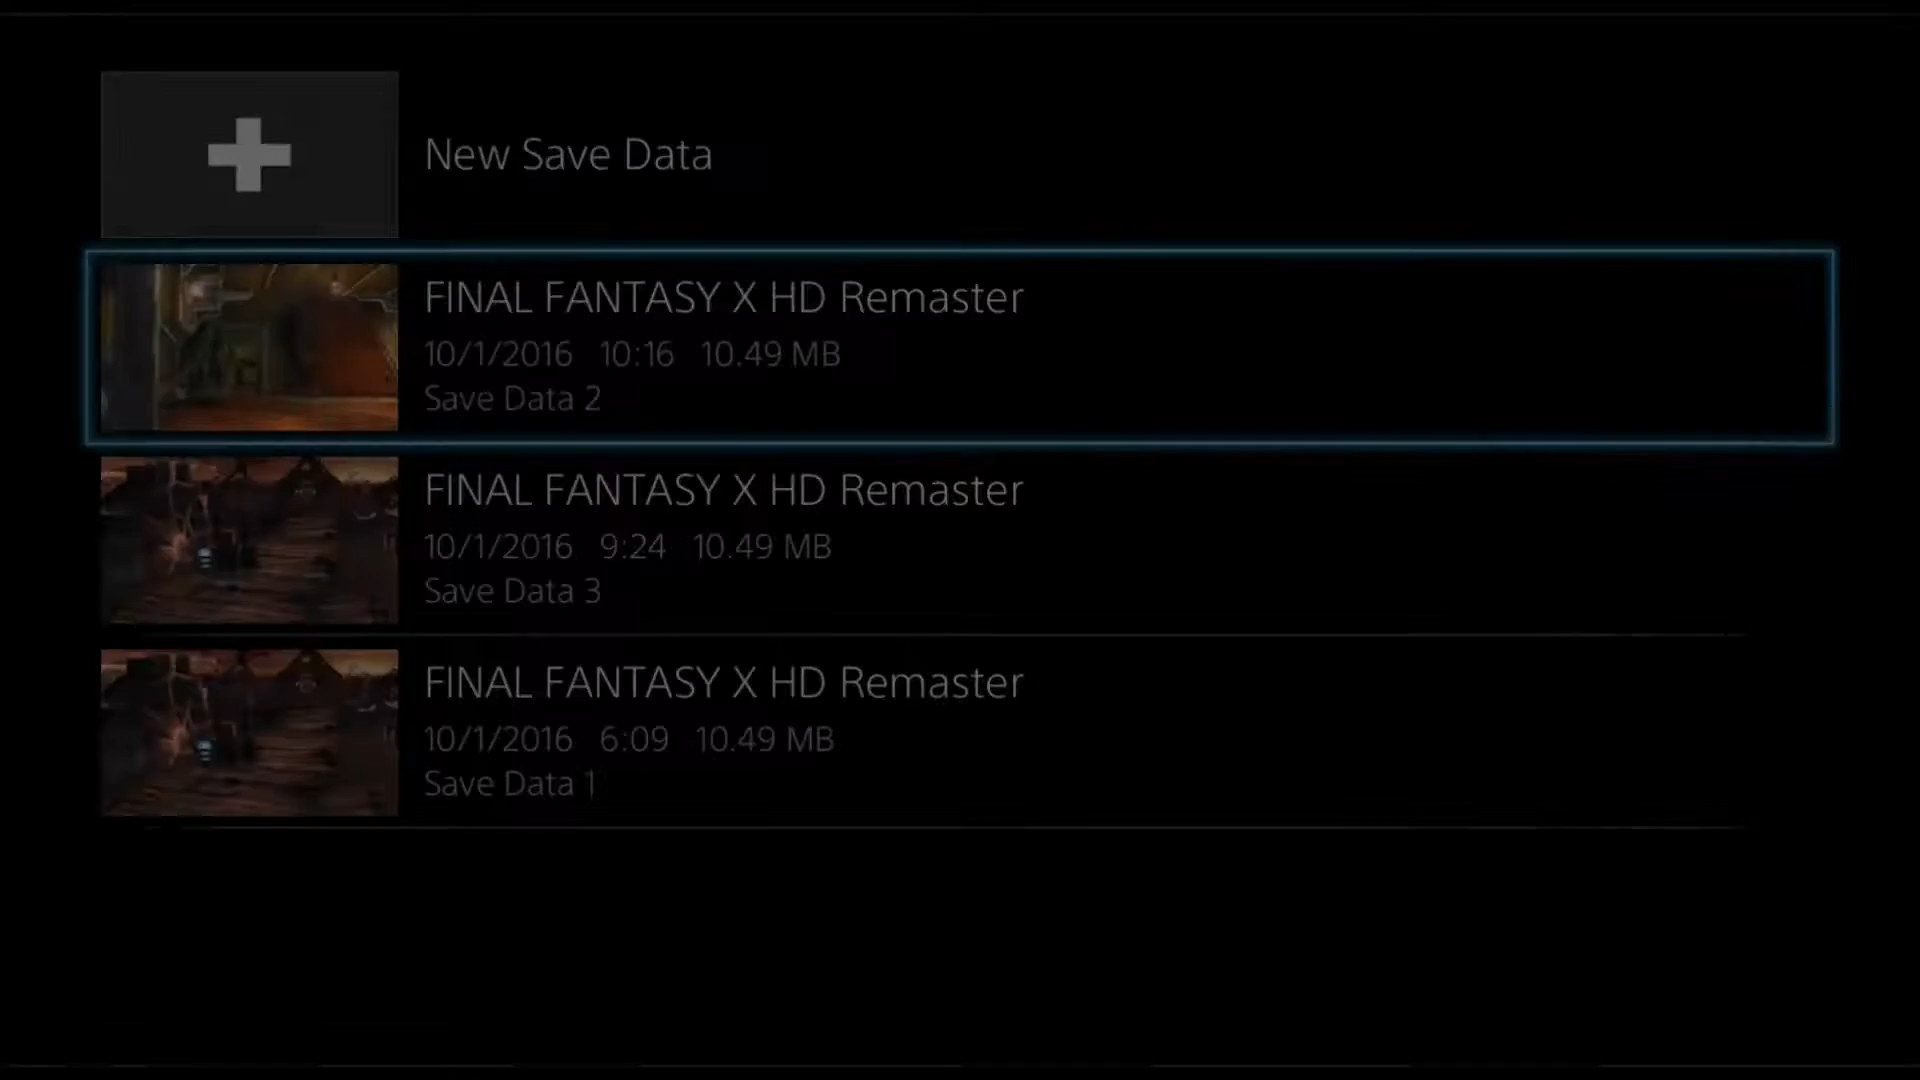 New Save Data
FINAL FANTASY X HD Remaster
10/1/2016 10:16 10.49 MB
Save Data 2
FINAL FANTASY X HD Remaster
10/1/2016 9:24 10.49 MB
Save Data 3
FINAL FANTASY X HD Remaster
10/1/2016 6:09 10.49 MB
Save Data 1